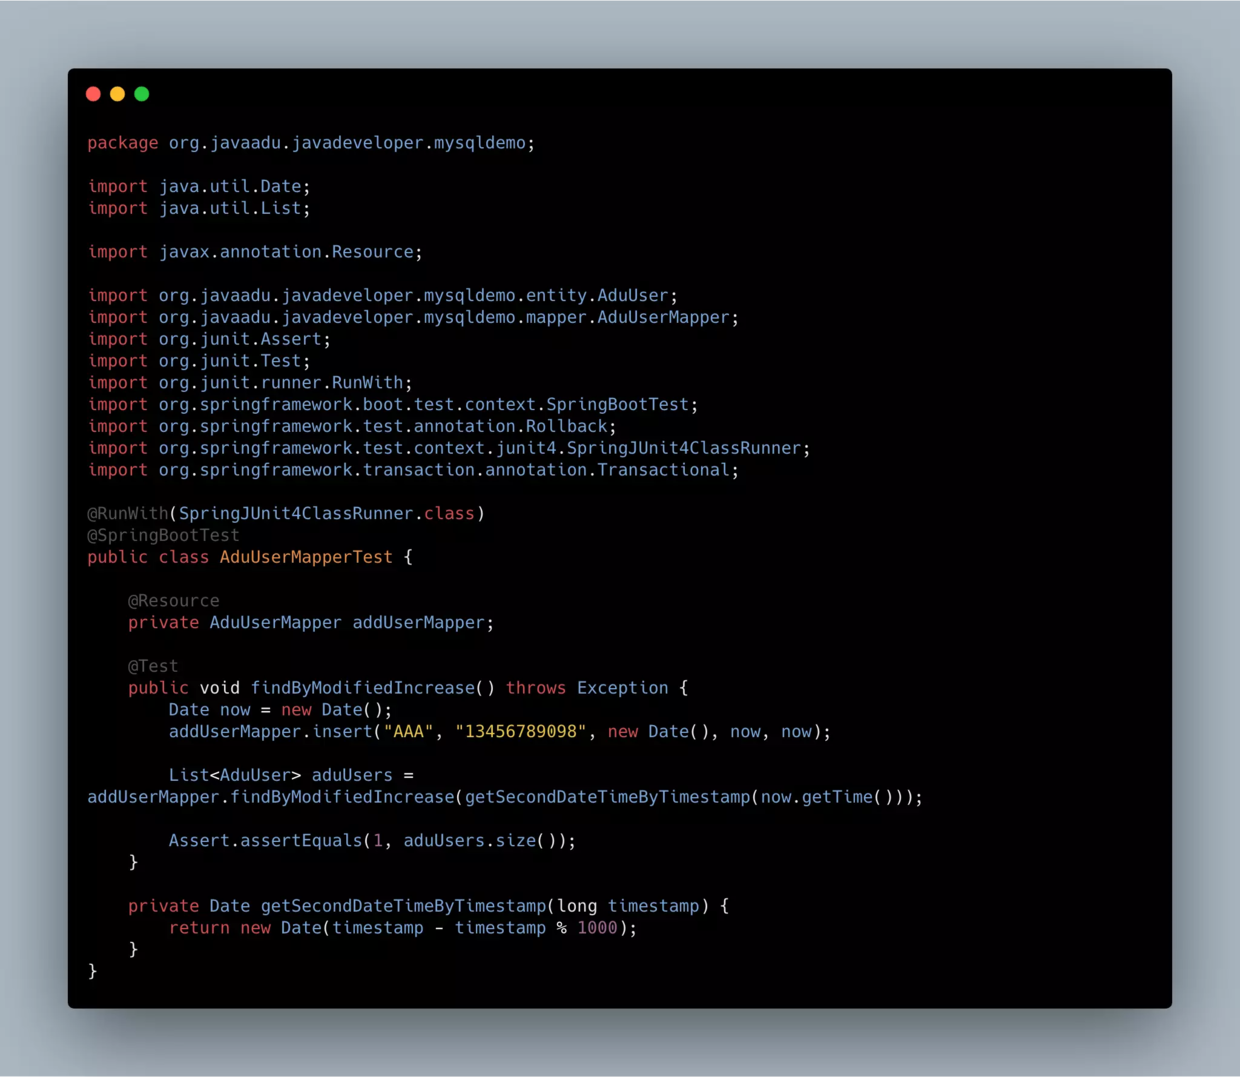 package org.javaadu.javadeveloper.mysqldemo;
import java.util.Date;
import java.util.List;
import javax.annotation.Resource;
import org.javaadu.javadeveloper.mysqldemo.entity.AduUser;
import org.javaadu.javadeveloper.mysqldemo.mapper.AduUserMapper;
import org.junit.Assert;
import org.junit.Test;
import org.junit.runner.RunWith;
import org.springframework.boot.test.context.SpringBootTest;
import org.springframework.test.annotation.Rollback;
import org.springframework.test.context.junit4.SpringJUnit4ClassRunner;
import org.springframework.transaction.annotation.Transactional;
@RunWith(SpringJUnit4ClassRunner.class)
@SpringBootTest
public class AduUserMapperTest {
    @Resource
    private AduUserMapper addUserMapper;
    @Test
    public void findByModifiedIncrease() throws Exception {
        Date now = new Date();
        addUserMapper.insert("AAA", "13456789098", new Date(), now, now);
        List<AduUser> aduUsers =
addUserMapper.findByModifiedIncrease(getSecondDateTimeByTimestamp(now.getTime()));
        Assert.assertEquals(1, aduUsers.size());
    }
    private Date getSecondDateTimeByTimestamp(long timestamp) {
        return new Date(timestamp - timestamp % 1000);
    }
}